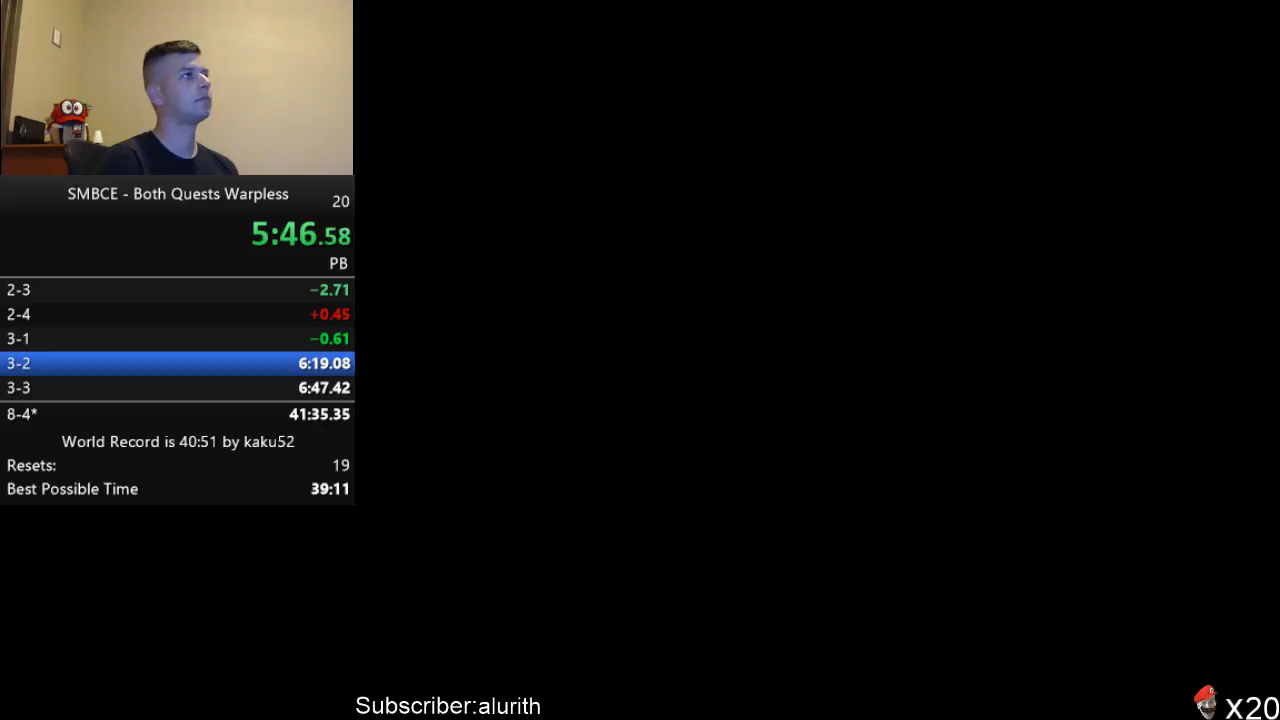 SMBCE - Both Quests Warpless
20
5:46.58
PB
2-3 −2.71
2-4 +0.45
3-1 −0.61
3-2 6:19.08
3-3 6:47.42
8-4* 41:35.35
World Record is 40:51 by kaku52
Resets: 19
Best Possible Time 39:11
Subscriber:alurith
x20